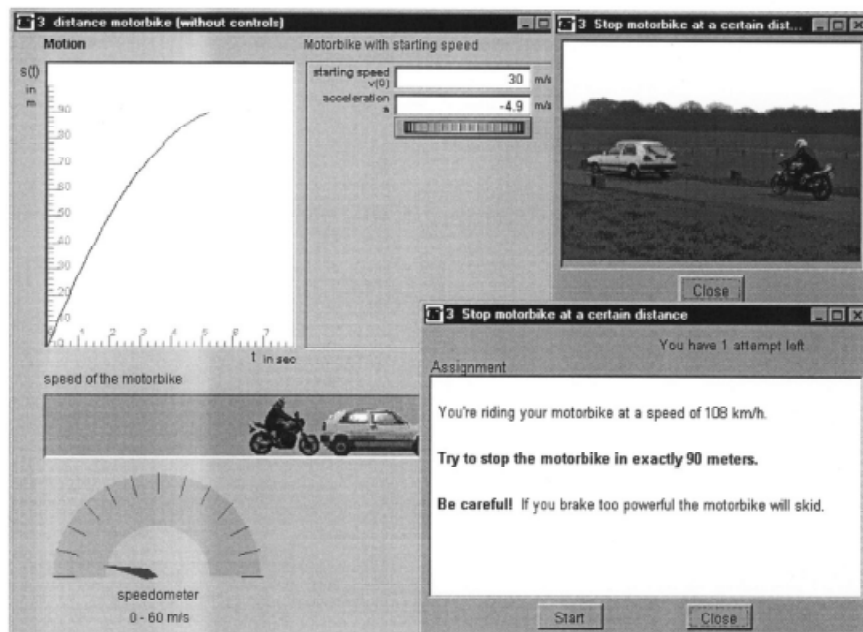 3 distance motorbike (without controls)
Motion
Motorbike with starting speed
s(t)
in
m
90
80
70
60
50
40
30
20
10
0
0 1 2 3 4 5 6 7
t in sec
starting speed
v(0)
30 m/s
acceleration
a
-4.9 m/s
speed of the motorbike
speedometer
0 - 60 m/s
3 Stop motorbike at a certain dist...
Close
3 Stop motorbike at a certain distance
You have 1 attempt left
Assignment
You're riding your motorbike at a speed of 108 km/h.
Try to stop the motorbike in exactly 90 meters.
Be careful! If you brake too powerful the motorbike will skid.
Start
Close